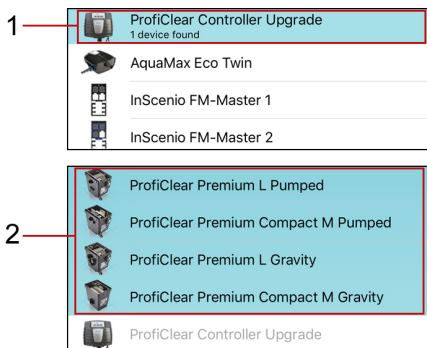 1
ProfiClear Controller Upgrade
1 device found
AquaMax Eco Twin
InScenio FM-Master 1
InScenio FM-Master 2
2
ProfiClear Premium L Pumped
ProfiClear Premium Compact M Pumped
ProfiClear Premium L Gravity
ProfiClear Premium Compact M Gravity
ProfiClear Controller Upgrade